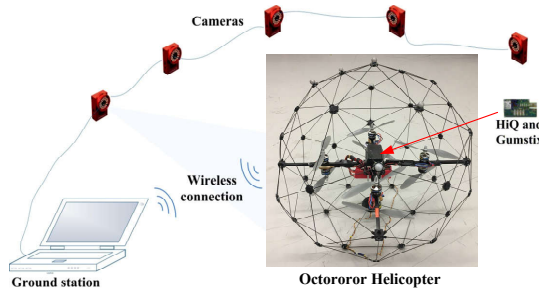 Cameras
HiQ and
Gumstix
Wireless
connection
Ground station
Octororor Helicopter